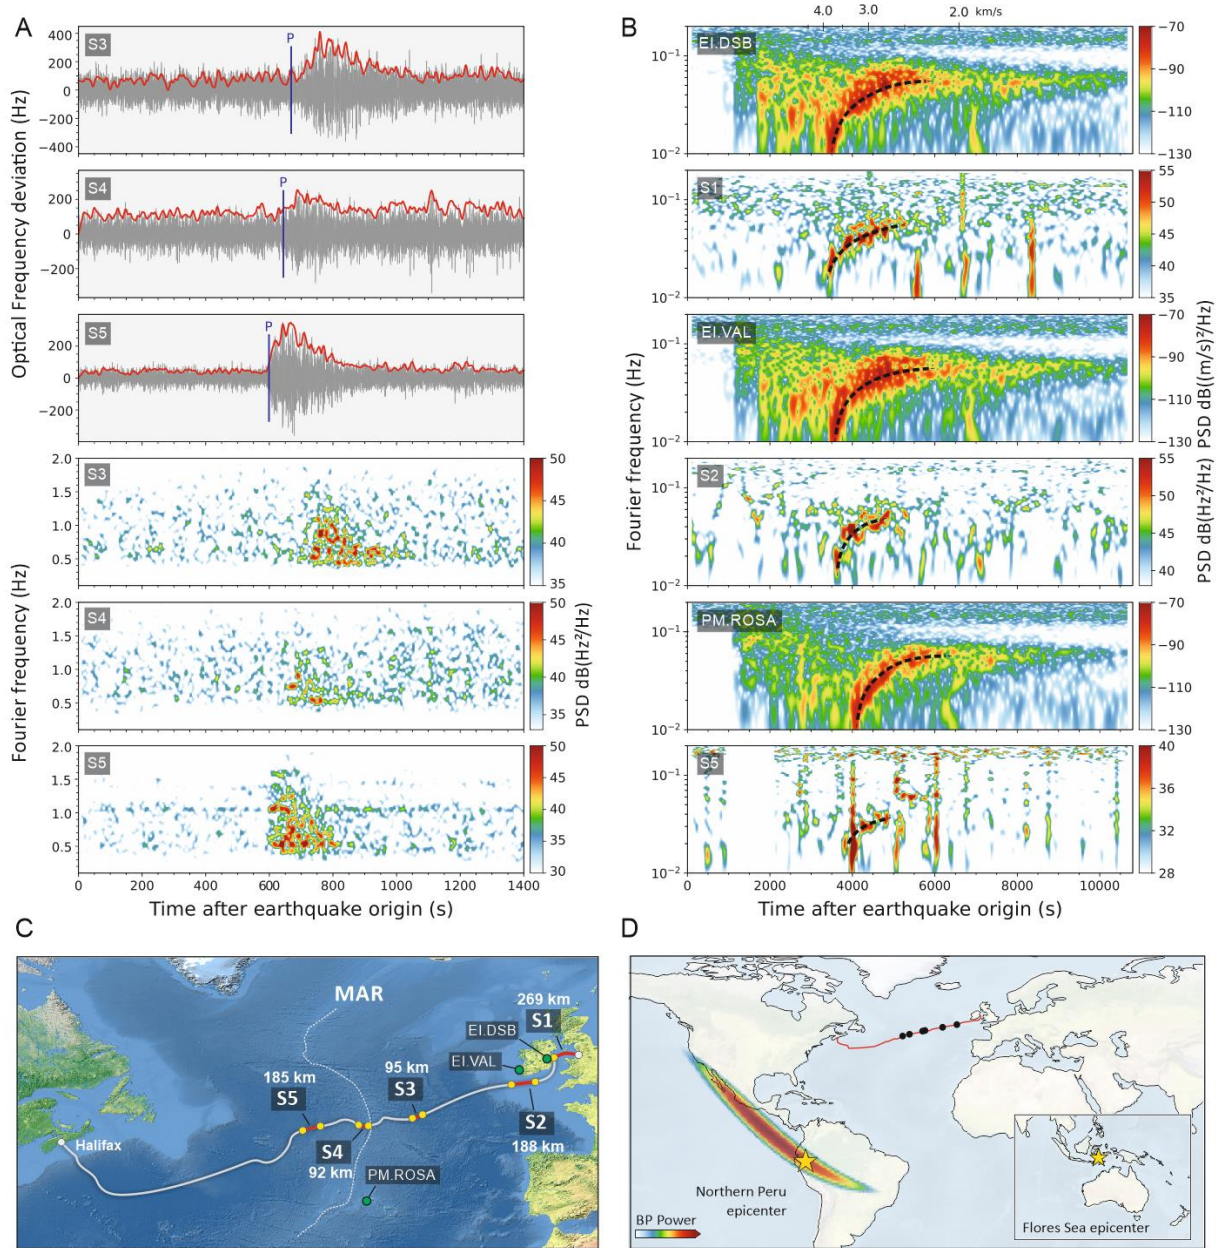 A
S3
P
400
200
0
−200
−400
S4
P
200
0
−200
S5
P
200
0
−200
Optical Frequency deviation (Hz)
S3
2.0
1.5
1.0
0.5
50
45
40
35
S4
2.0
1.5
1.0
0.5
50
45
40
35
S5
2.0
1.5
1.0
0.5
50
45
40
35
30
Fourier frequency (Hz)
PSD dB(Hz²/Hz)
0 200 400 600 800 1000 1200 1400
Time after earthquake origin (s)
B
4.0 3.0 2.0 km/s
EI.DSB
10⁻¹
10⁻²
−70
−90
−110
−130
S1
10⁻¹
10⁻²
55
50
45
40
35
EI.VAL
10⁻¹
10⁻²
−70
−90
−110
−130
PSD dB((m/s)²/Hz)
S2
10⁻¹
10⁻²
55
50
45
40
PSD dB(Hz²/Hz)
PM.ROSA
10⁻¹
10⁻²
−70
−90
−110
−130
S5
10⁻¹
10⁻²
40
36
32
28
Fourier frequency (Hz)
0 2000 4000 6000 8000 10000
Time after earthquake origin (s)
C
MAR
269 km
S1
EI.DSB
EI.VAL
95 km
S3
185 km
S5
S2
188 km
S4
92 km
Halifax
PM.ROSA
D
Northern Peru
epicenter
BP Power
Flores Sea epicenter